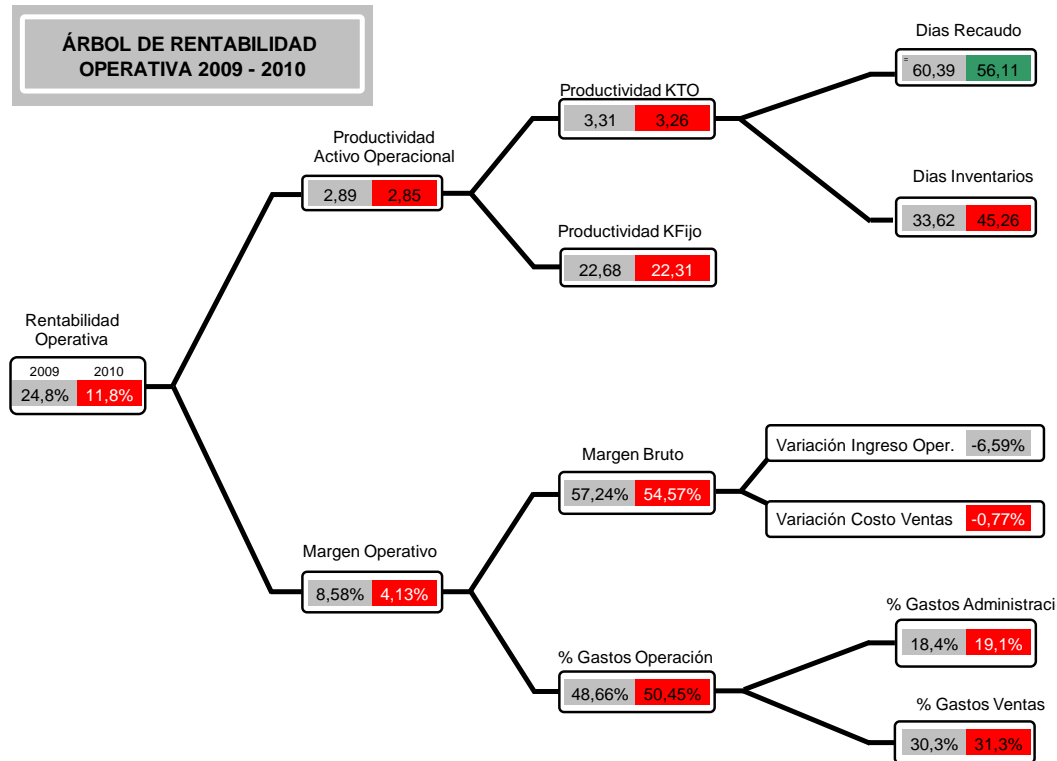 ÁRBOL DE RENTABILIDAD
OPERATIVA 2009 - 2010
Dias Recaudo
= 60,39 56,11
Productividad KTO
3,31 3,26
Productividad
Activo Operacional
2,89 2,85
Dias Inventarios
33,62 45,26
Productividad KFijo
22,68 22,31
Rentabilidad
Operativa
2009 2010
24,8% 11,8%
Margen Bruto
57,24% 54,57%
Variación Ingreso Oper. -6,59%
Variación Costo Ventas -0,77%
Margen Operativo
8,58% 4,13%
% Gastos Administraci
18,4% 19,1%
% Gastos Operación
48,66% 50,45%
% Gastos Ventas
30,3% 31,3%